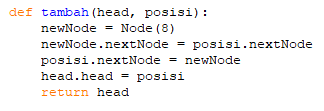 def tambah(head, posisi):
    newNode = Node(8)
    newNode.nextNode = posisi.nextNode
    posisi.nextNode = newNode
    head.head = posisi
    return head